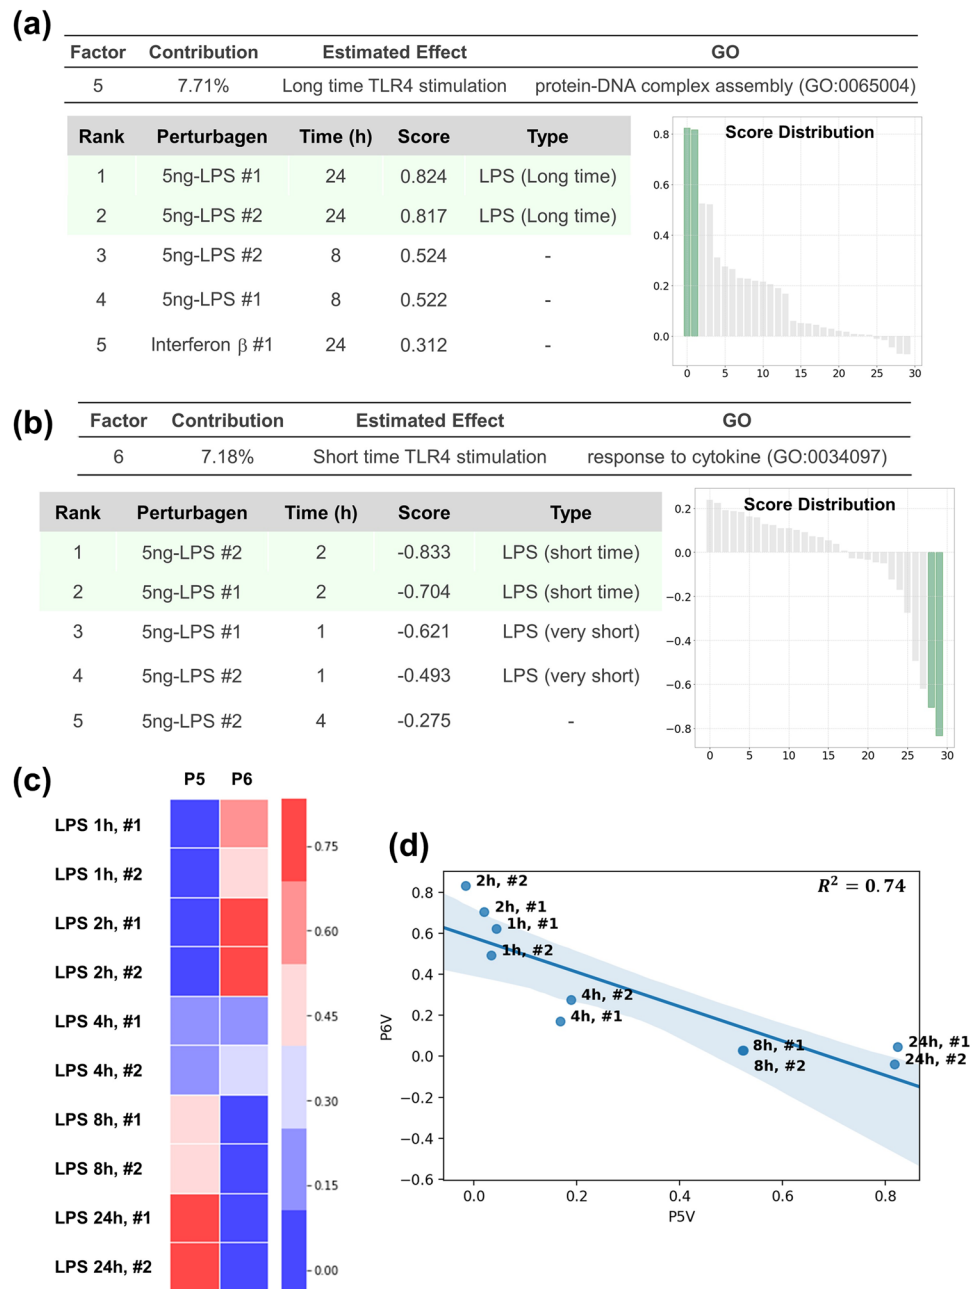 (a)
Factor Contribution Estimated Effect GO
5 7.71% Long time TLR4 stimulation protein-DNA complex assembly (GO:0065004)
Rank Perturbagen Time (h) Score Type
1 5ng-LPS #1 24 0.824 LPS (Long time)
2 5ng-LPS #2 24 0.817 LPS (Long time)
3 5ng-LPS #2 8 0.524 -
4 5ng-LPS #1 8 0.522 -
5 Interferon β #1 24 0.312 -
Score Distribution
0.8
0.6
0.4
0.2
0.0
0 5 10 15 20 25 30
(b)
Factor Contribution Estimated Effect GO
6 7.18% Short time TLR4 stimulation response to cytokine (GO:0034097)
Rank Perturbagen Time (h) Score Type
1 5ng-LPS #2 2 -0.833 LPS (short time)
2 5ng-LPS #1 2 -0.704 LPS (short time)
3 5ng-LPS #1 1 -0.621 LPS (very short)
4 5ng-LPS #2 1 -0.493 LPS (very short)
5 5ng-LPS #2 4 -0.275 -
Score Distribution
0.2
0.0
−0.2
−0.4
−0.6
−0.8
0 5 10 15 20 25 30
(c)
P5 P6
LPS 1h, #1
LPS 1h, #2
LPS 2h, #1
LPS 2h, #2
LPS 4h, #1
LPS 4h, #2
LPS 8h, #1
LPS 8h, #2
LPS 24h, #1
LPS 24h, #2
0.75
0.60
0.45
0.30
0.15
0.00
(d)
R² = 0.74
2h, #2
2h, #1
1h, #1
1h, #2
4h, #2
4h, #1
8h, #1
8h, #2
24h, #1
24h, #2
P6V
0.8
0.6
0.4
0.2
0.0
−0.2
−0.4
−0.6
0.0 0.2 0.4 0.6 0.8
P5V